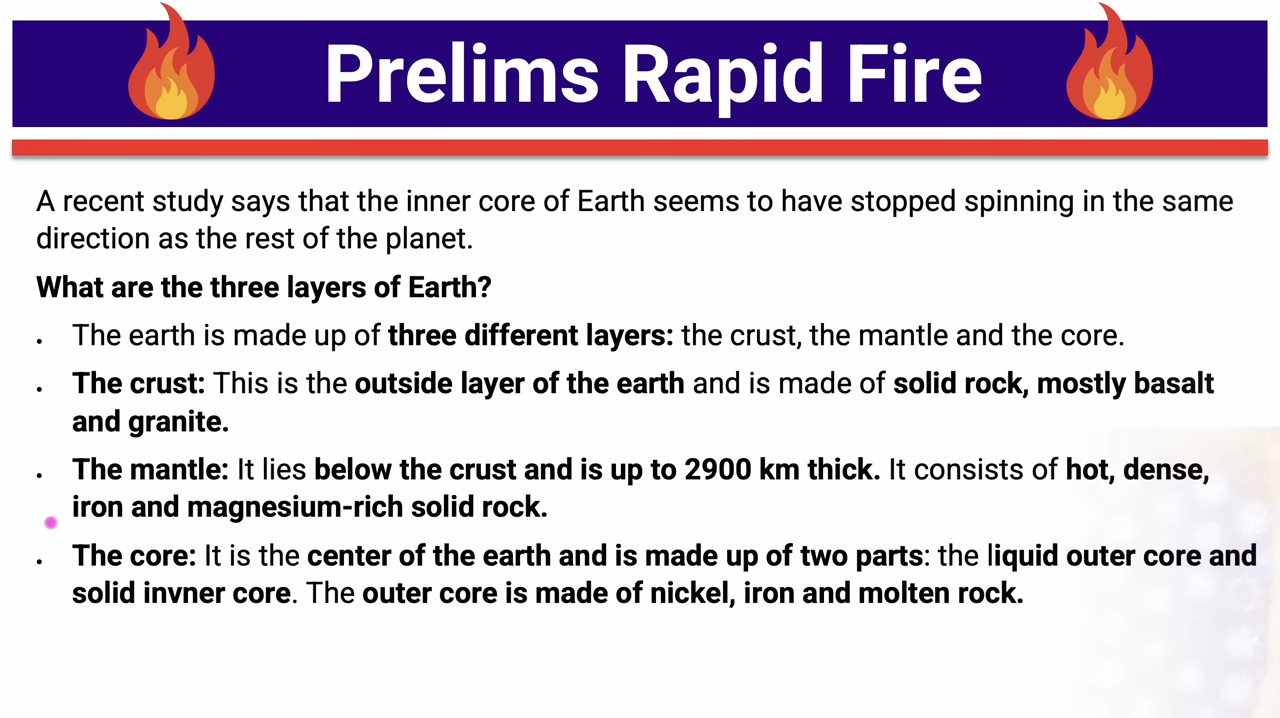 Prelims Rapid Fire
A recent study says that the inner core of Earth seems to have stopped spinning in the same
direction as the rest of the planet.
What are the three layers of Earth?
• The earth is made up of three different layers: the crust, the mantle and the core.
• The crust: This is the outside layer of the earth and is made of solid rock, mostly basalt
and granite.
• The mantle: It lies below the crust and is up to 2900 km thick. It consists of hot, dense,
iron and magnesium-rich solid rock.
• The core: It is the center of the earth and is made up of two parts: the liquid outer core and
solid invner core. The outer core is made of nickel, iron and molten rock.